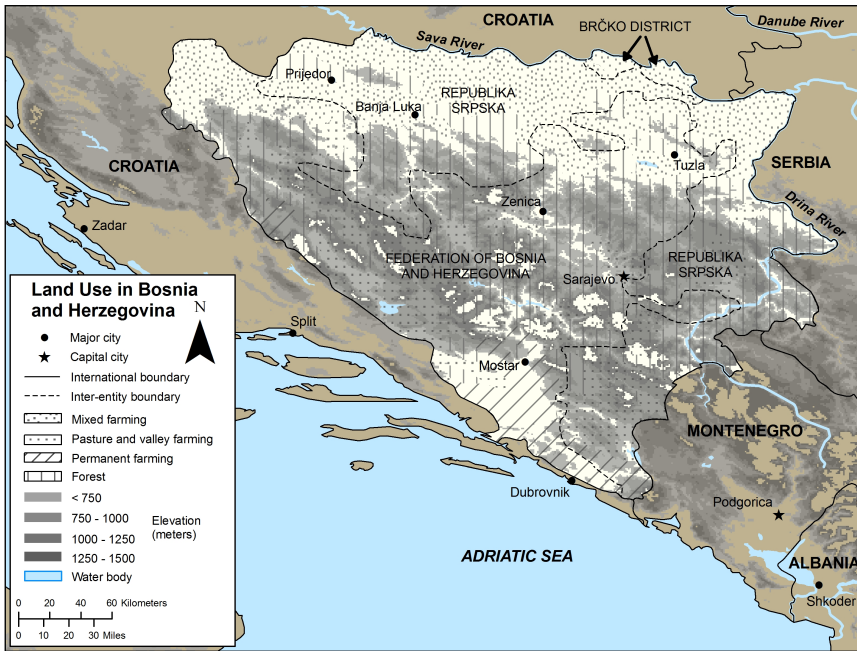 CROATIA
Danube River
BRČKO DISTRICT
Sava River
Prijedor
REPUBLIKA
SRPSKA
Banja Luka
CROATIA
SERBIA
Tuzla
Zenica
Drina River
Zadar
FEDERATION OF BOSNIA
AND HERZEGOVINA
REPUBLIKA
SRPSKA
Sarajevo
Land Use in Bosnia
and Herzegovina
N
Major city
Capital city
International boundary
Inter-entity boundary
Mixed farming
Pasture and valley farming
Permanent farming
Forest
< 750
750 - 1000
1000 - 1250
1250 - 1500
Elevation
(meters)
Water body
0 20 40 60 Kilometers
0 10 20 30 Miles
Split
Mostar
MONTENEGRO
Dubrovnik
Podgorica
ADRIATIC SEA
ALBANIA
Shkoder